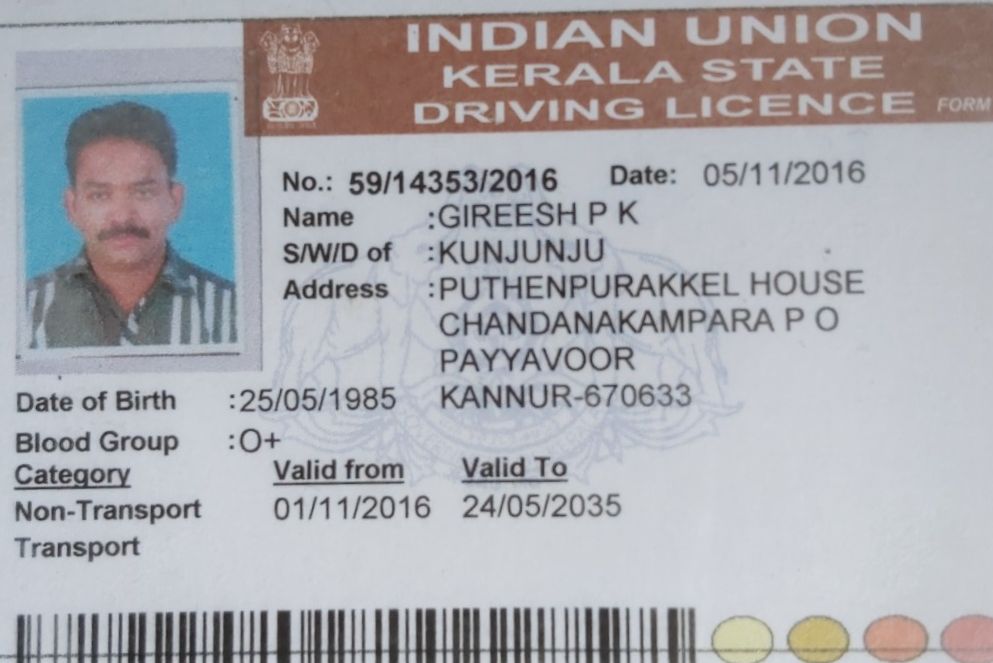 INDIAN UNION
KERALA STATE
DRIVING LICENCE FORM
No.: 59/14353/2016 Date: 05/11/2016
Name :GIREESH P K
S/W/D of :KUNJUNJU
Address :PUTHENPURAKKEL HOUSE
CHANDANAKAMPARA P O
PAYYAVOOR
KANNUR-670633
Date of Birth :25/05/1985
Blood Group :O+
Category Valid from Valid To
Non-Transport 01/11/2016 24/05/2035
Transport